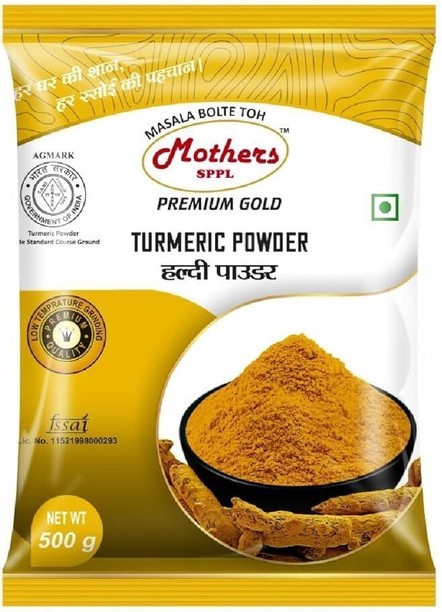 हर घर की शान,
हर रसोई की पहचान।
MASALA BOLTE TOH
Mothers™
SPPL
PREMIUM GOLD
TURMERIC POWDER
हल्दी पाउडर
AGMARK
भारत सरकार
GOVERNMENT OF INDIA
Turmeric Powder
Standard Course Ground
LOW TEMPRATURE GRINDING
PREMIUM
QUALITY
fssai
Lic. No. 11521998000293
NET WT
500 g